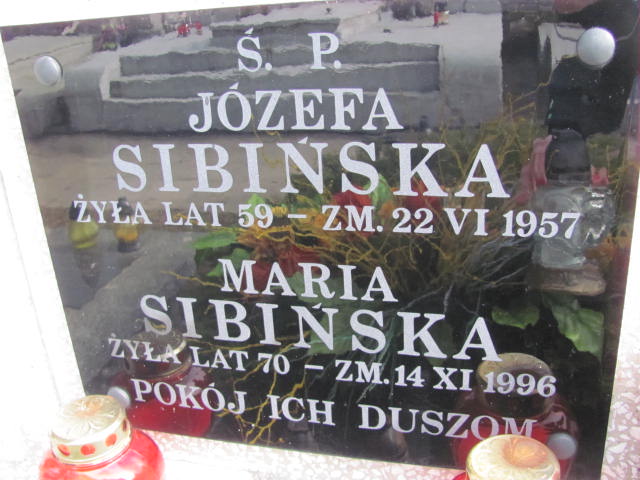 Ś. P.
JÓZEFA
SIBIŃSKA
ŻYŁA LAT 59 – ZM. 22 VI 1957
MARIA
SIBIŃSKA
ŻYŁA LAT 70 – ZM. 14 XI 1996
POKÓJ ICH DUSZOM